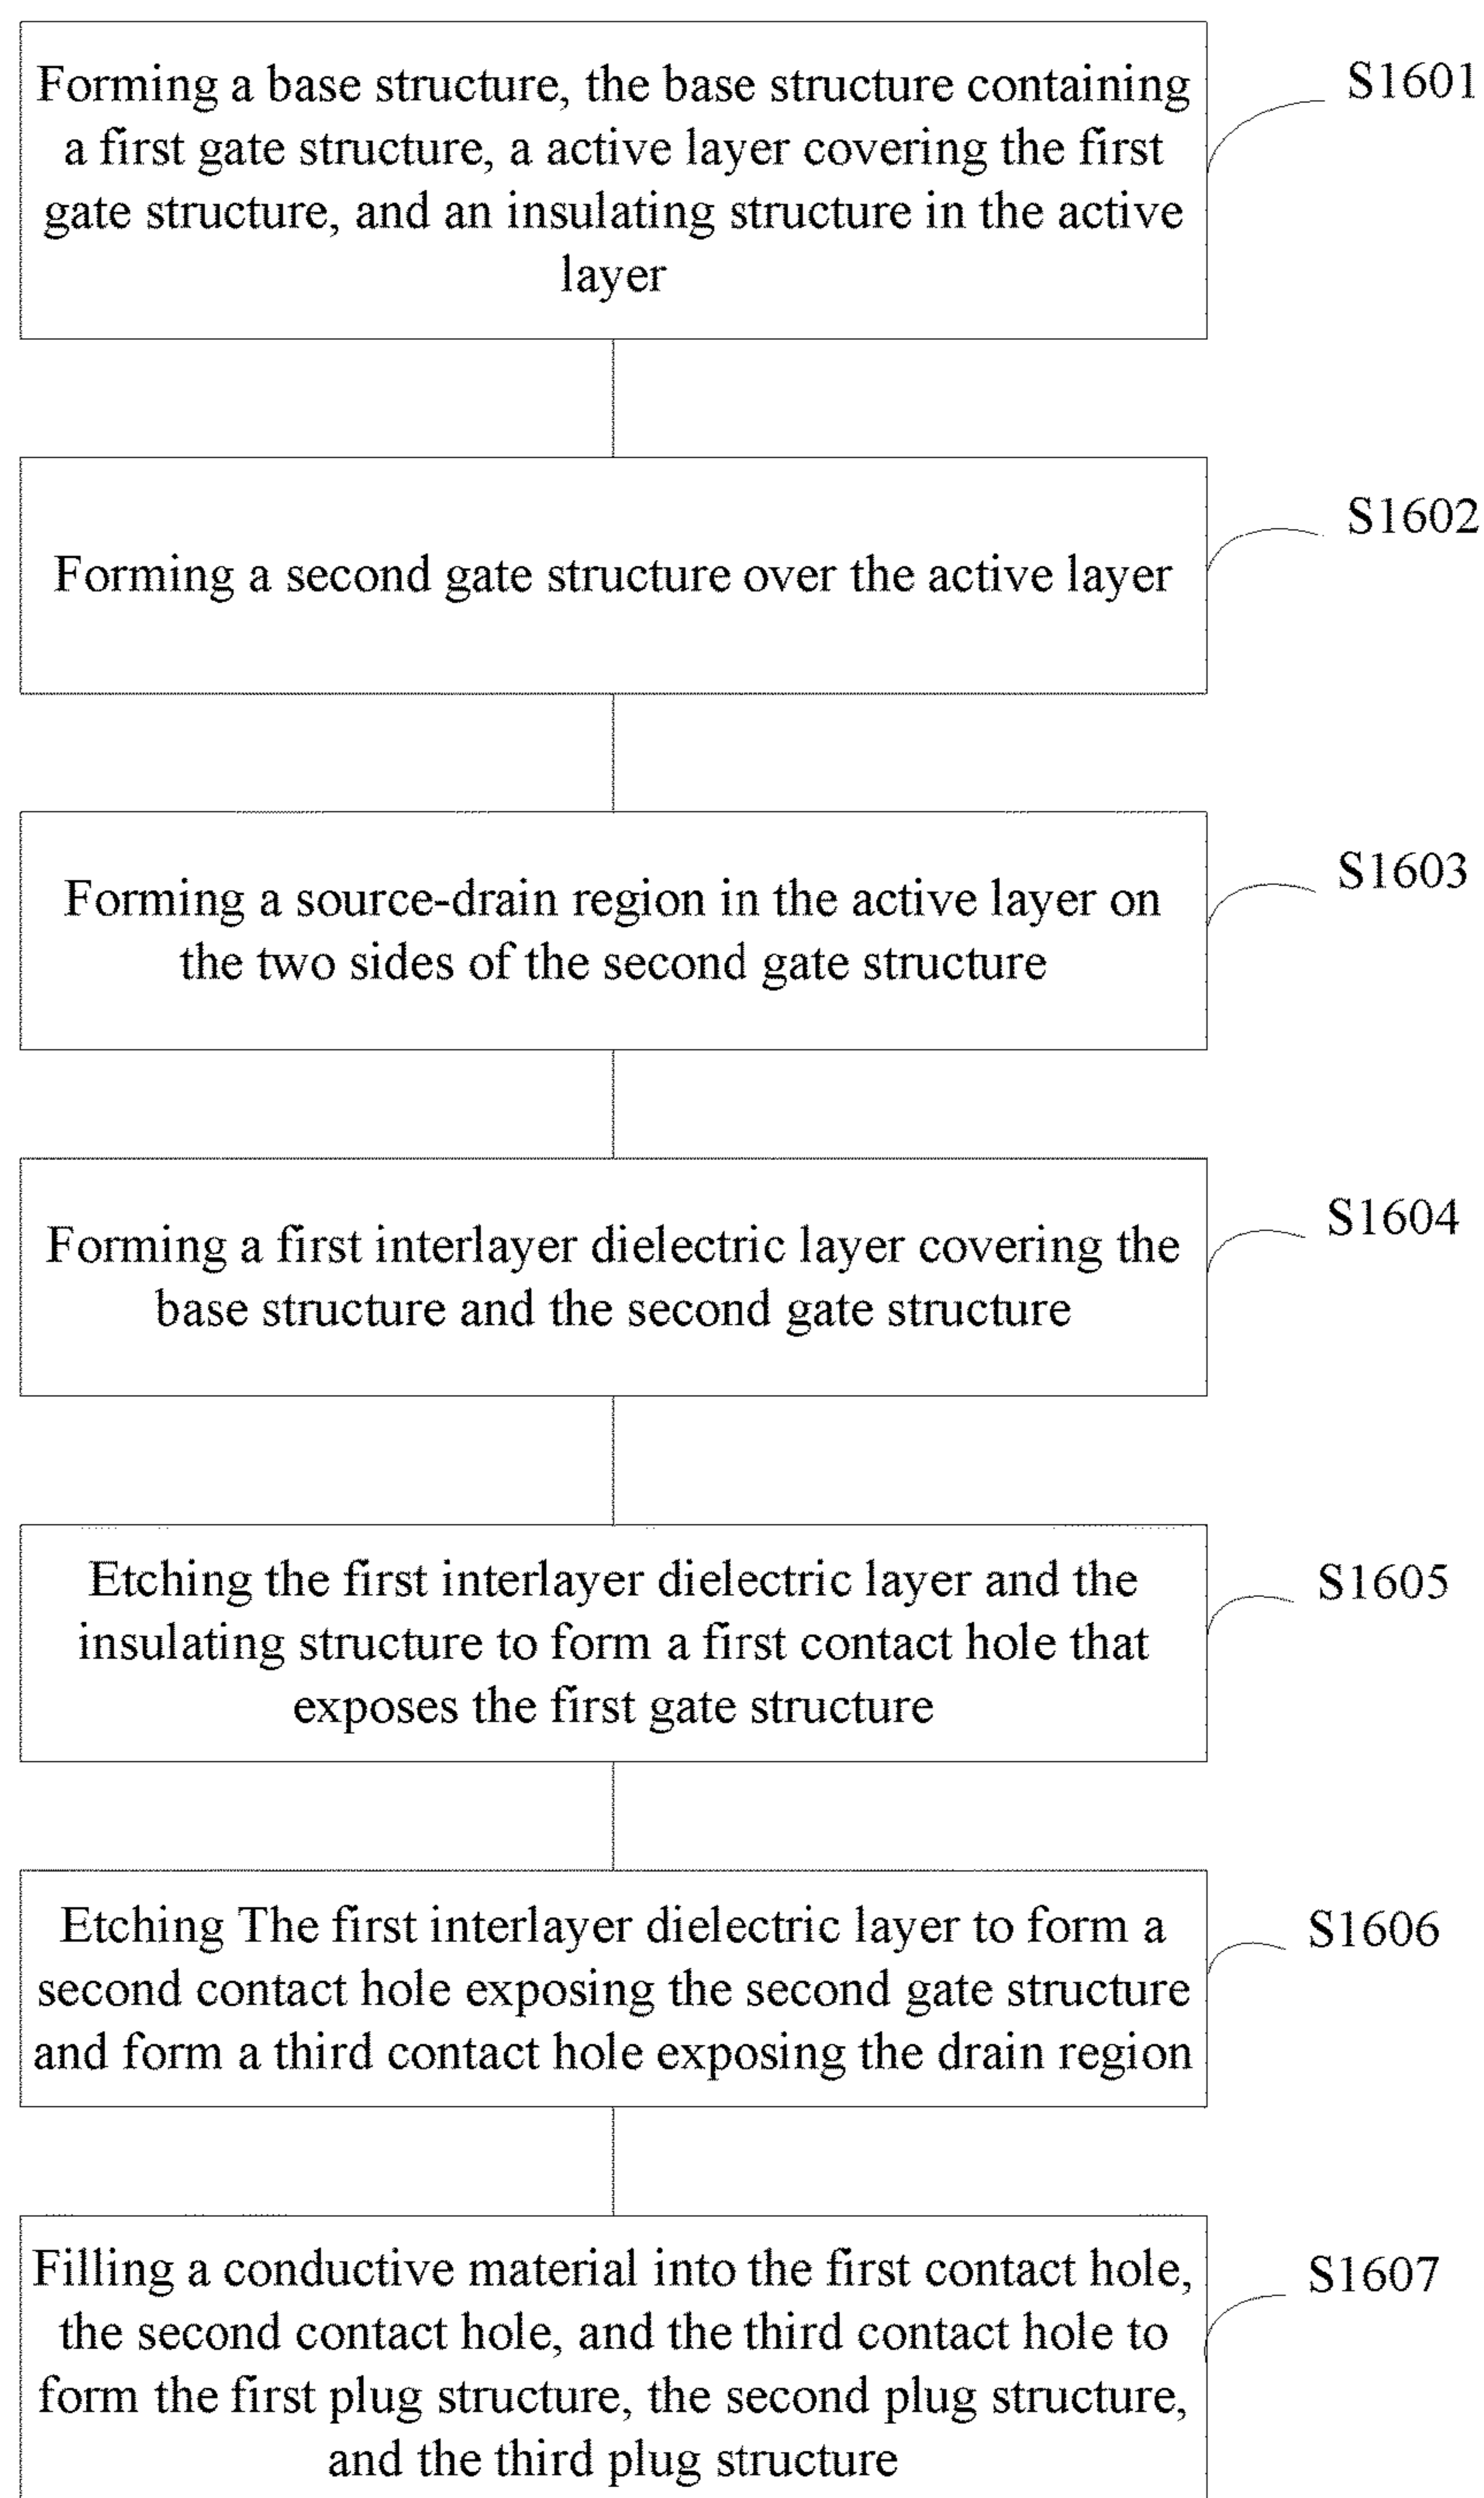 Forming a base structure, the base structure containing
a first gate structure, a active layer covering the first
gate structure, and an insulating structure in the active
layer
S1601
Forming a second gate structure over the active layer
S1602
Forming a source-drain region in the active layer on
the two sides of the second gate structure
S1603
Forming a first interlayer dielectric layer covering the
base structure and the second gate structure
S1604
Etching the first interlayer dielectric layer and the
insulating structure to form a first contact hole that
exposes the first gate structure
S1605
Etching The first interlayer dielectric layer to form a
second contact hole exposing the second gate structure
and form a third contact hole exposing the drain region
S1606
Filling a conductive material into the first contact hole,
the second contact hole, and the third contact hole to
form the first plug structure, the second plug structure,
and the third plug structure
S1607